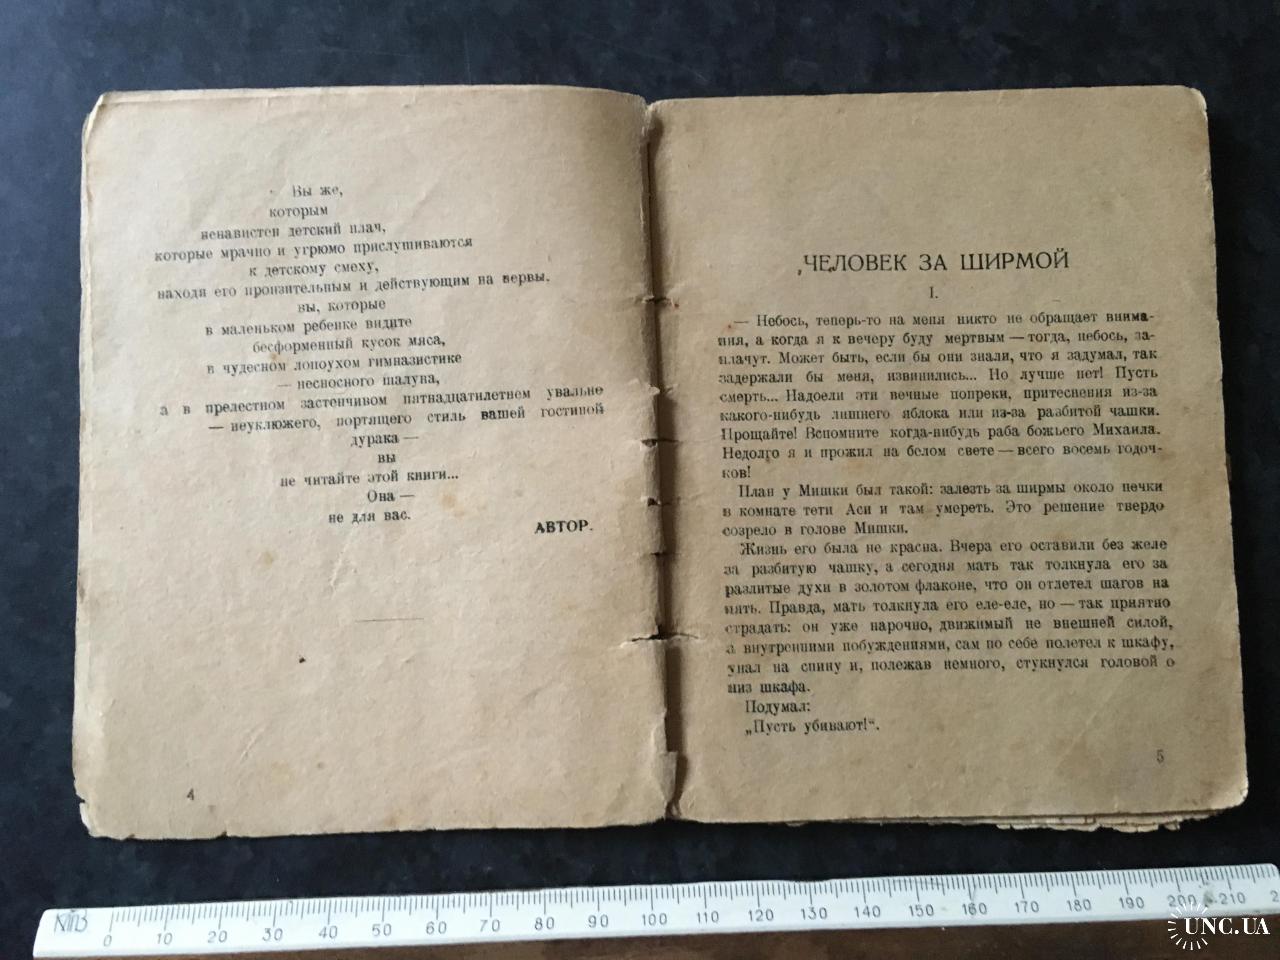 Вы же,
которым
ненавистен детский плач,
которые мрачно и угрюмо прислушиваются
к детскому смеху,
находя его пронзительным и действующим на нервы.
вы, которые
в маленьком ребенке видите
бесформенный кусок мяса,
в чудесном лопоухом гимназистике
— несносного шалуна,
а в прелестном застенчивом пятнадцатилетнем увальне
— неуклюжего, портящего стиль вашей гостиной
дурака —
вы
не читайте этой книги...
Она —
не для вас.
АВТОР.
4
ЧЕЛОВЕК ЗА ШИРМОЙ
I.
— Небось, теперь-то на меня никто не обращает внима-
ния, а когда я к вечеру буду мертвым — тогда, небось, за-
плачут. Может быть, если бы они знали, что я задумал, так
задержали бы меня, извинились... Но лучше нет! Пусть
смерть... Надоели эти вечные попреки, притеснения из-за
какого-нибудь лишнего яблока или из-за разбитой чашки.
Прощайте! Вспомните когда-нибудь раба божьего Михаила.
Недолго я и прожил на белом свете — всего восемь годоч-
ков!
План у Мишки был такой: залезть за ширмы около печки
в комнате тети Аси и там умереть. Это решение твердо
созрело в голове Мишки.
Жизнь его была не красна. Вчера его оставили без желе
за разбитую чашку, а сегодня мать так толкнула его за
разлитые духи в золотом флаконе, что он отлетел шагов на
пять. Правда, мать толкнула его еле-еле, но — так приятно
страдать: он уже нарочно, движимый не внешней силой,
а внутренними побуждениями, сам по себе полетел к шкафу,
упал на спину и, полежав немного, стукнулся головой о
низ шкафа.
Подумал:
„Пусть убивают!“.
5
0 10 20 30 40 50 60 70 80 90 100 110 120 130 140 150 160 170 180 190 200 210 2
UNC.UA